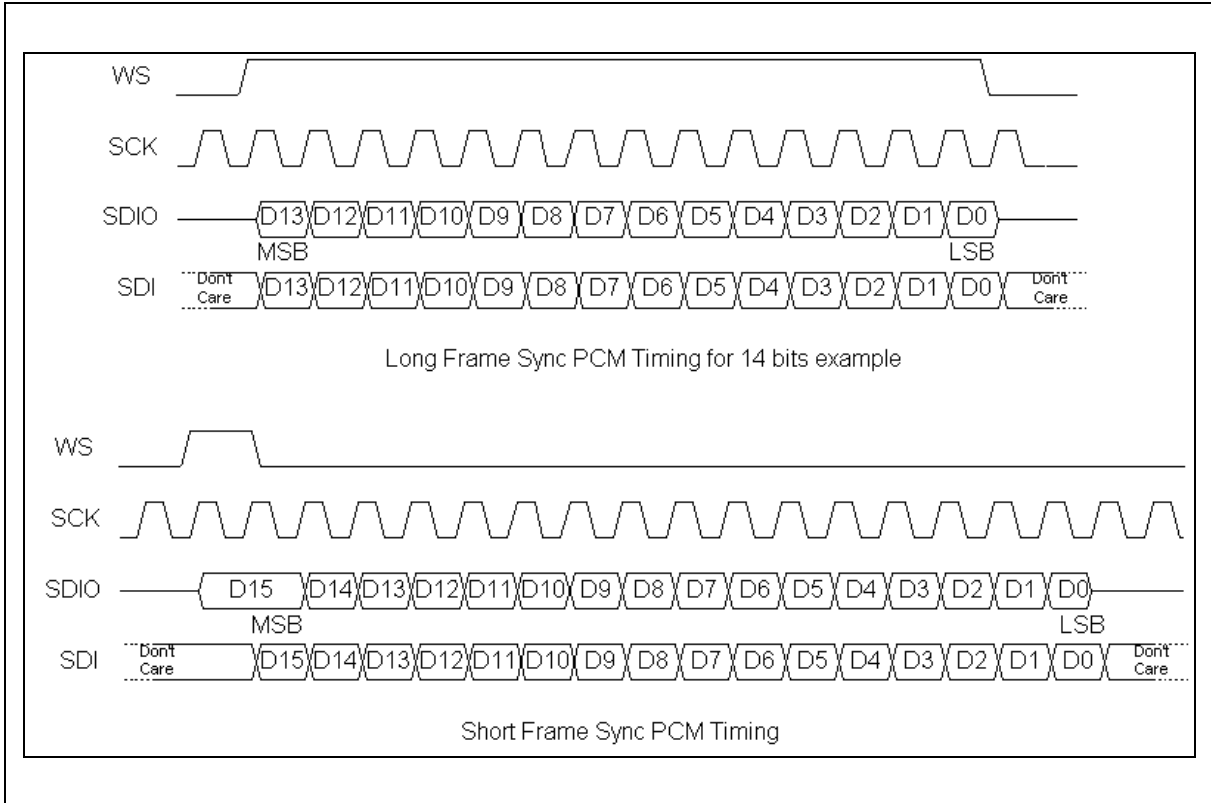 WS
SCK
SDIO D13 D12 D11 D10 D9 D8 D7 D6 D5 D4 D3 D2 D1 D0
MSB LSB
SDI Don't Care D13 D12 D11 D10 D9 D8 D7 D6 D5 D4 D3 D2 D1 D0 Don't Care
Long Frame Sync PCM Timing for 14 bits example
WS
SCK
SDIO D15 D14 D13 D12 D11 D10 D9 D8 D7 D6 D5 D4 D3 D2 D1 D0
MSB LSB
SDI Don't Care D15 D14 D13 D12 D11 D10 D9 D8 D7 D6 D5 D4 D3 D2 D1 D0 Don't Care
Short Frame Sync PCM Timing